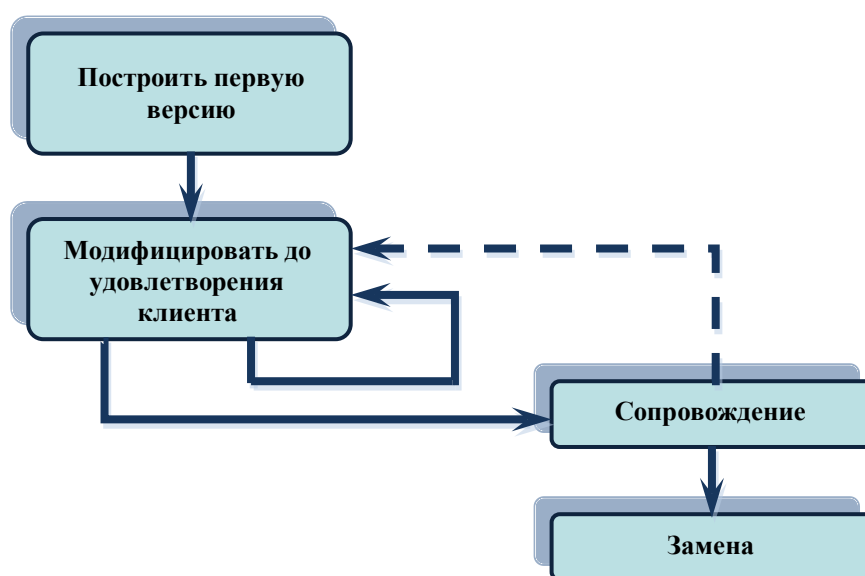 Построить первую
версию
Модифицировать до
удовлетворения
клиента
Сопровождение
Замена